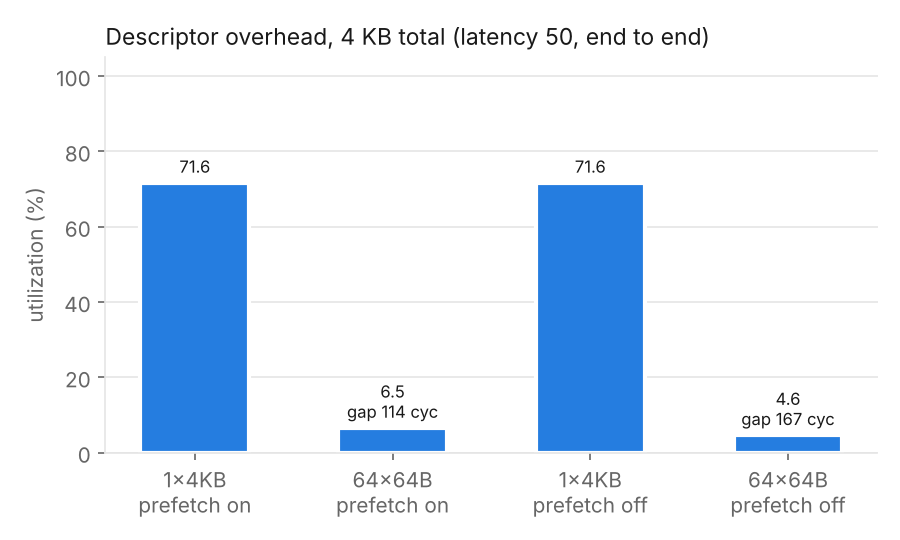 Descriptor overhead, 4 KB total (latency 50, end to end)
utilization (%)
100
80
60
40
20
0
71.6
6.5
gap 114 cyc
71.6
4.6
gap 167 cyc
1×4KB
prefetch on
64×64B
prefetch on
1×4KB
prefetch off
64×64B
prefetch off